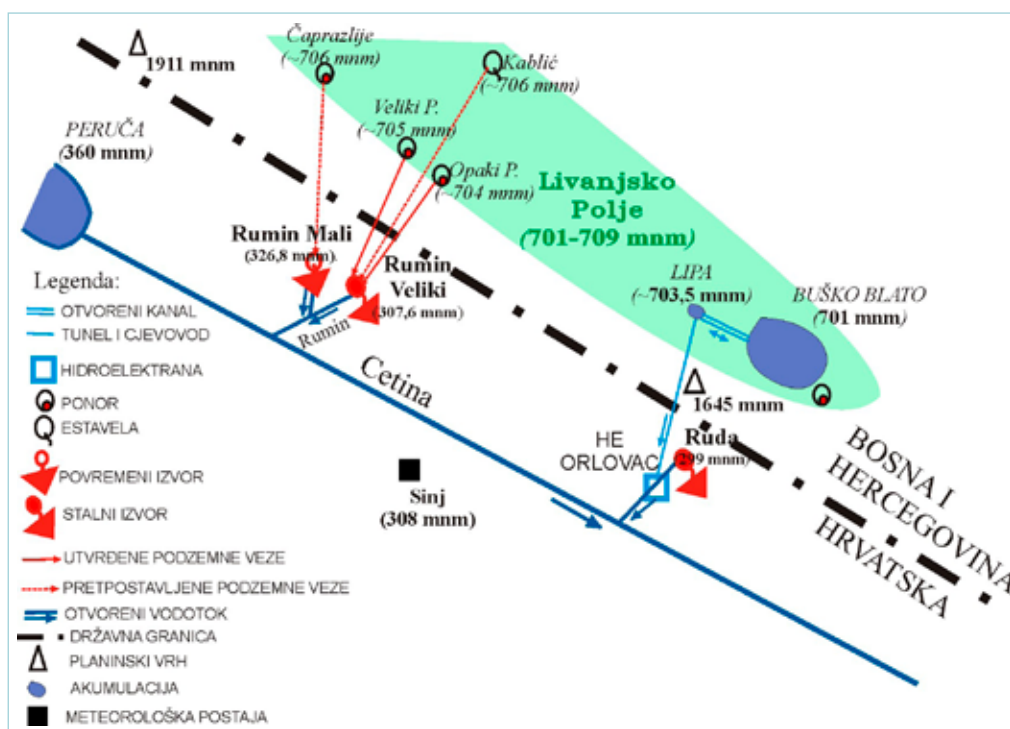 1911 mnm
Čaprazlije
(~706 mnm)
Kablić
(~706 mnm)
Veliki P.
(~705 mnm)
Opaki P.
(~704 mnm)
PERUČA
(360 mnm)
Livanjsko
Polje
(701-709 mnm)
Rumin Mali
(326,8 mnm)
Rumin
Veliki
(307,6 mnm)
Rumin
LIPA
(~703,5 mnm)
BUŠKO BLATO
(701 mnm)
1645 mnm
Cetina
HE
ORLOVAC
Ruda
(299 mnm)
Sinj
(308 mnm)
BOSNA I
HERCEGOVINA
HRVATSKA
Legenda:
OTVORENI KANAL
TUNEL I CJEVOVOD
HIDROELEKTRANA
PONOR
ESTAVELA
POVREMENI IZVOR
STALNI IZVOR
UTVRĐENE PODZEMNE VEZE
PRETPOSTAVLJENE PODZEMNE VEZE
OTVORENI VODOTOK
DRŽAVNA GRANICA
PLANINSKI VRH
AKUMULACIJA
METEOROLOŠKA POSTAJA